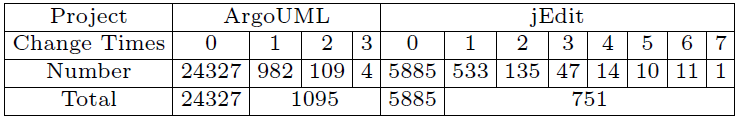 Project ArgoUML jEdit
Change Times 0 1 2 3 0 1 2 3 4 5 6 7
Number 24327 982 109 4 5885 533 135 47 14 10 11 1
Total 24327 1095 5885 751